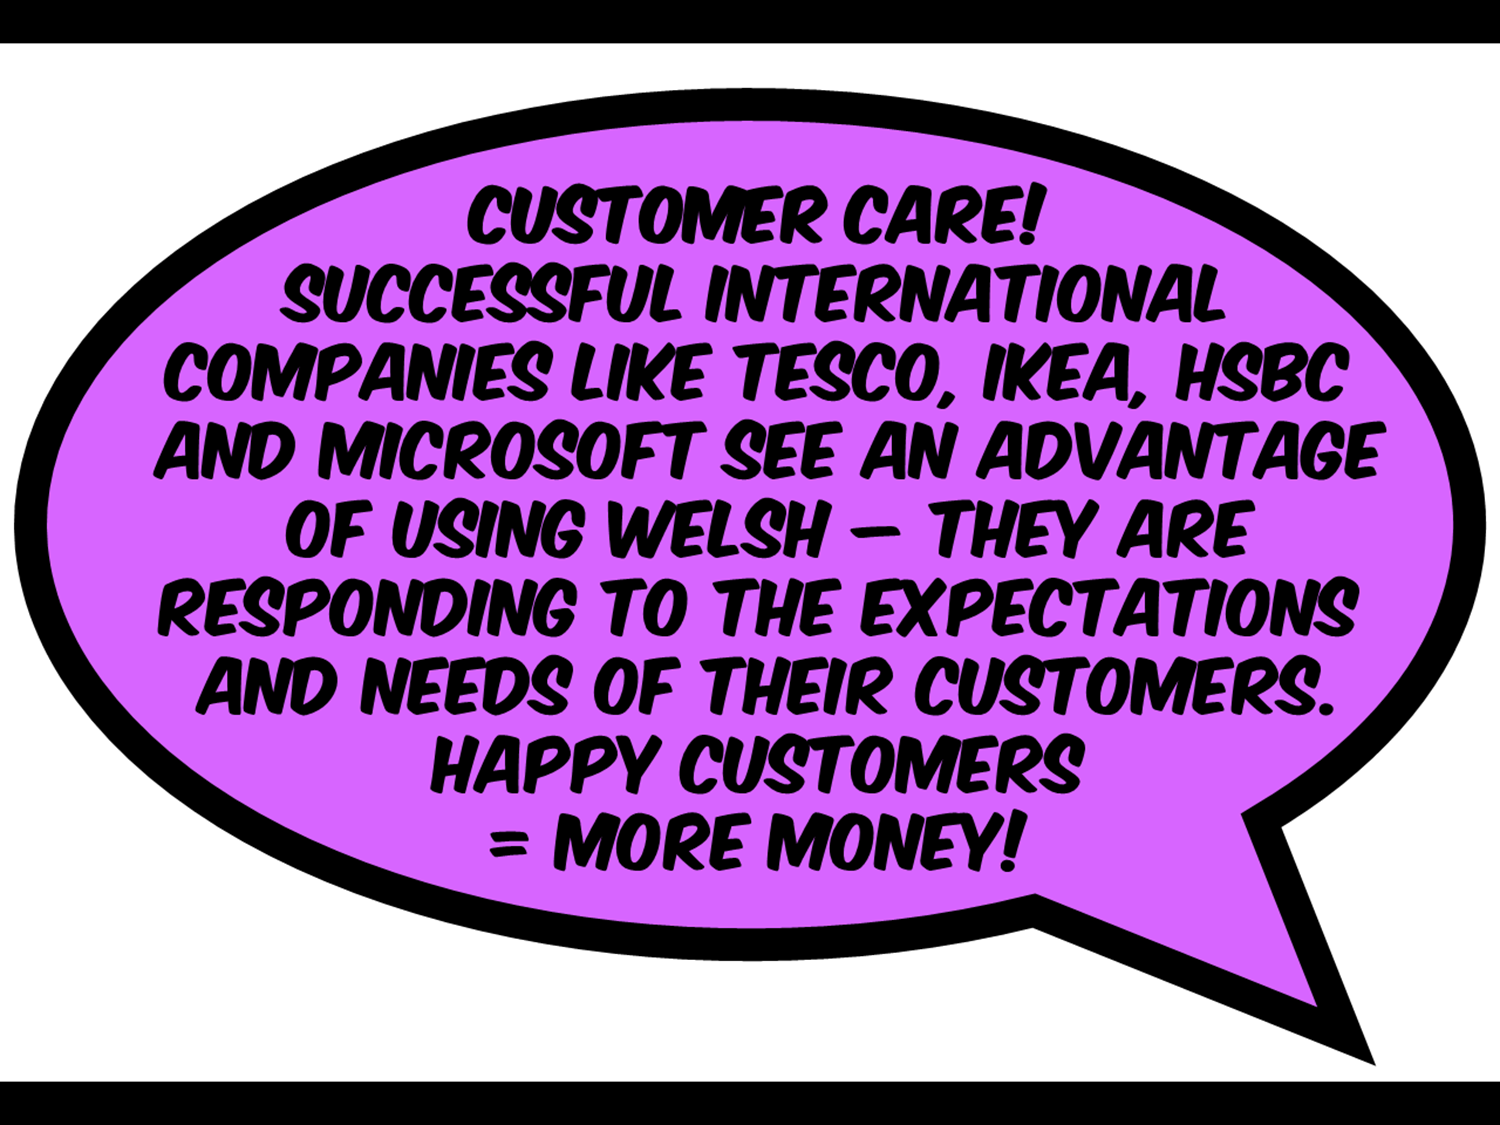 CUSTOMER CARE!
SUCCESSFUL INTERNATIONAL
COMPANIES LIKE TESCO, IKEA, HSBC
AND MICROSOFT SEE AN ADVANTAGE
OF USING WELSH – THEY ARE
RESPONDING TO THE EXPECTATIONS
AND NEEDS OF THEIR CUSTOMERS.
HAPPY CUSTOMERS
= MORE MONEY!